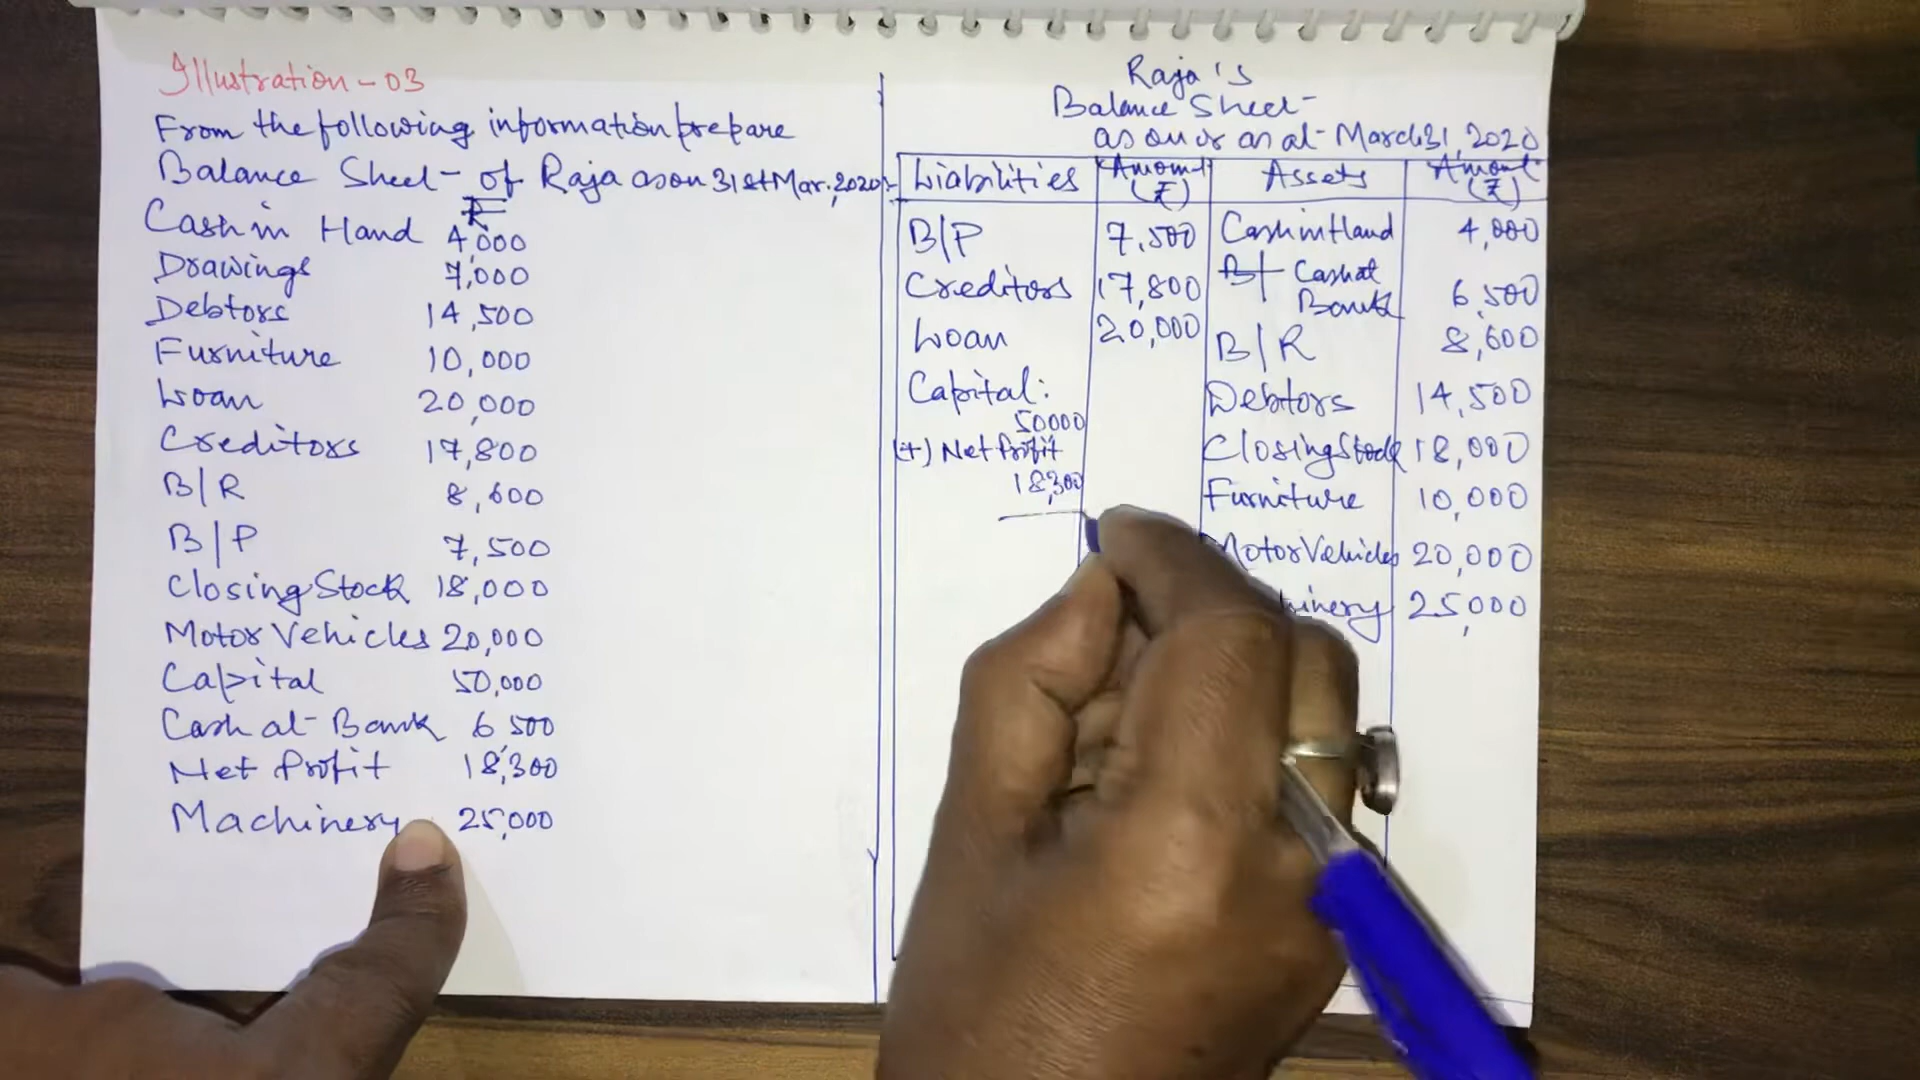 Illustration-03
From the following information prepare
Balance Sheet of Raja as on 31st Mar, 2020:-
₹
Cash in Hand 4,000
Drawings 7,000
Debtors 14,500
Furniture 10,000
Loan 20,000
Creditors 17,800
B/R 8,600
B/P 7,500
Closing Stock 18,000
Motor Vehicles 20,000
Capital 50,000
Cash at Bank 6,500
Net Profit 18,300
Machinery 25,000
Raja's
Balance Sheet
as on or as at March 31, 2020
Liabilities Amount (₹) Assets Amount (₹)
B/P 7,500 Cash in Hand 4,000
Creditors 17,800 B/ Cash at Bank 6,500
Loan 20,000 B/R 8,600
Capital: Debtors 14,500
50000
(+) Net Profit Closing Stock 18,000
18,300 Furniture 10,000
Motor Vehicles 20,000
hinery 25,000